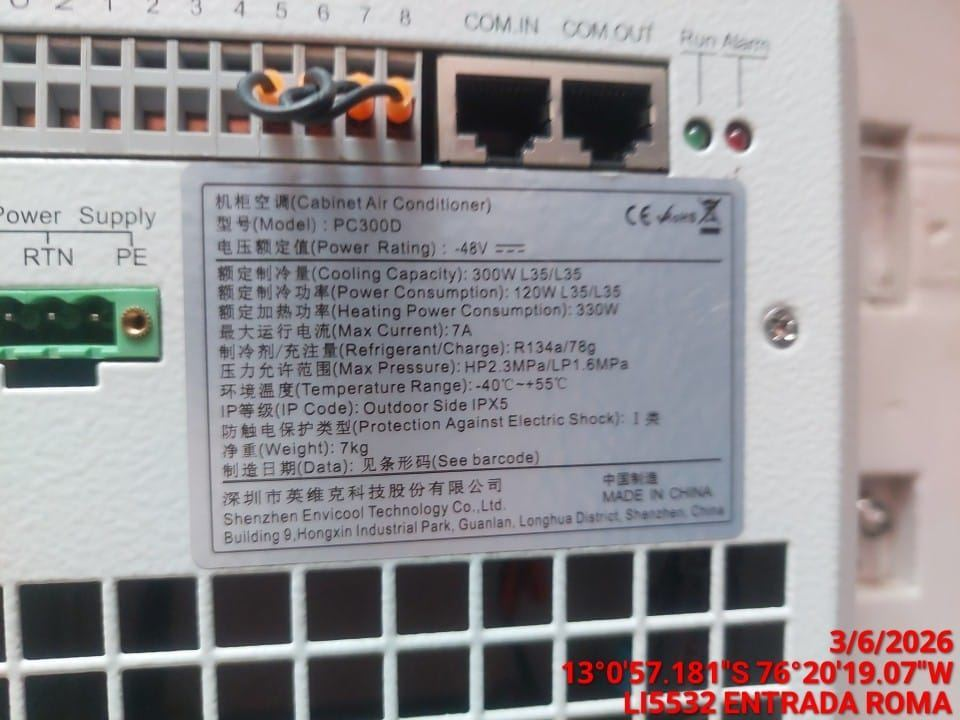 1 2 3 4 5 6 7 8
COM.IN COM.OUT Run Alarm
Power Supply
RTN PE
机柜空调(Cabinet Air Conditioner)
型号(Model) : PC300D
电压额定值(Power Rating) : -48V
CE RoHS
额定制冷量(Cooling Capacity): 300W L35/L35
额定制冷功率(Power Consumption): 120W L35/L35
额定加热功率(Heating Power Consumption): 330W
最大运行电流(Max Current): 7A
制冷剂/充注量(Refrigerant/Charge): R134a/78g
压力允许范围(Max Pressure): HP2.3MPa/LP1.6MPa
环境温度(Temperature Range): -40℃~+55℃
IP等级(IP Code): Outdoor Side IPX5
防触电保护类型(Protection Against Electric Shock): I 类
净重(Weight): 7kg
制造日期(Data): 见条形码(See barcode)
深圳市英维克科技股份有限公司
中国制造
Shenzhen Envicool Technology Co.,Ltd.
MADE IN CHINA
Building 9,Hongxin Industrial Park, Guanlan, Longhua District, Shenzhen, China
3/6/2026
13°0'57.181"S 76°20'19.07"W
LI5532 ENTRADA ROMA